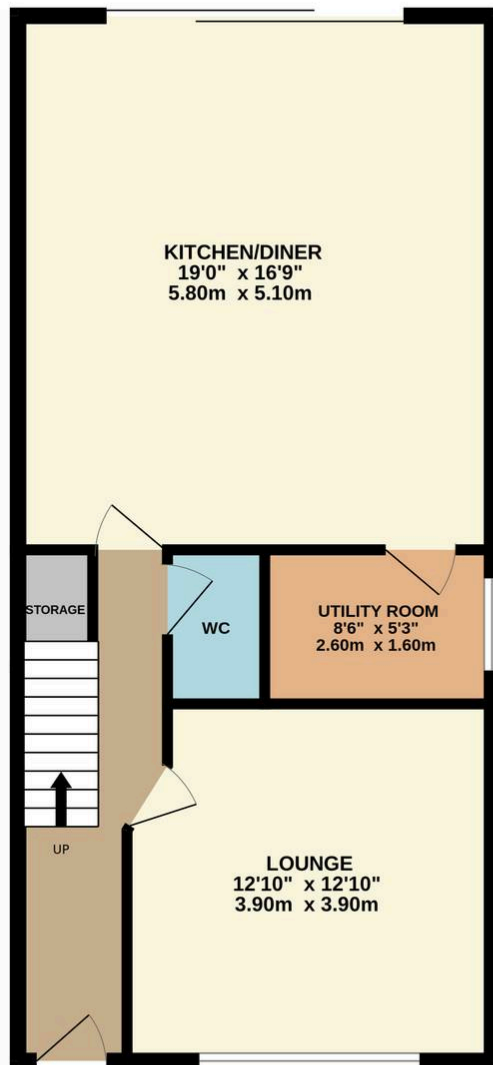 KITCHEN/DINER
19'0" x 16'9"
5.80m x 5.10m
STORAGE
WC
UTILITY ROOM
8'6" x 5'3"
2.60m x 1.60m
UP
LOUNGE
12'10" x 12'10"
3.90m x 3.90m